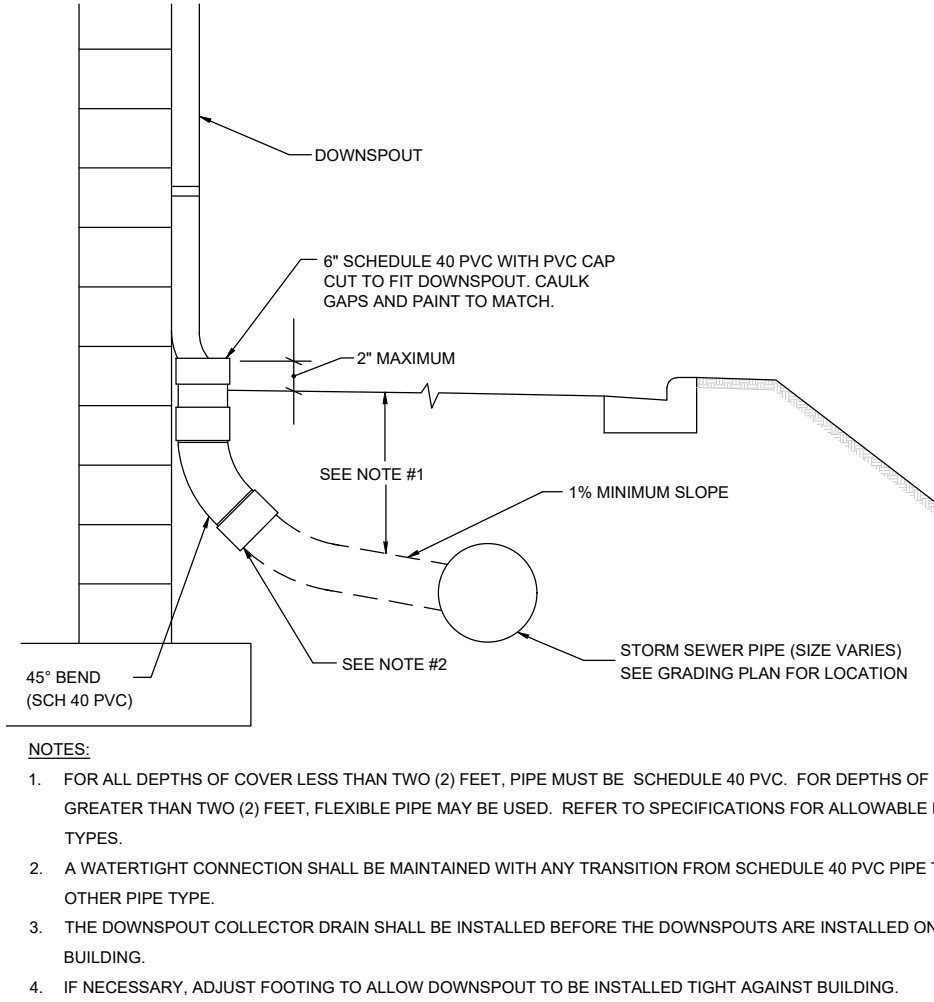 DOWNSPOUT
6" SCHEDULE 40 PVC WITH PVC CAP
CUT TO FIT DOWNSPOUT. CAULK
GAPS AND PAINT TO MATCH.
2" MAXIMUM
SEE NOTE #1
1% MINIMUM SLOPE
SEE NOTE #2
STORM SEWER PIPE (SIZE VARIES)
SEE GRADING PLAN FOR LOCATION
45° BEND
(SCH 40 PVC)
NOTES:
1. FOR ALL DEPTHS OF COVER LESS THAN TWO (2) FEET, PIPE MUST BE SCHEDULE 40 PVC. FOR DEPTHS OF
GREATER THAN TWO (2) FEET, FLEXIBLE PIPE MAY BE USED. REFER TO SPECIFICATIONS FOR ALLOWABLE
TYPES.
2. A WATERTIGHT CONNECTION SHALL BE MAINTAINED WITH ANY TRANSITION FROM SCHEDULE 40 PVC PIPE
OTHER PIPE TYPE.
3. THE DOWNSPOUT COLLECTOR DRAIN SHALL BE INSTALLED BEFORE THE DOWNSPOUTS ARE INSTALLED ON
BUILDING.
4. IF NECESSARY, ADJUST FOOTING TO ALLOW DOWNSPOUT TO BE INSTALLED TIGHT AGAINST BUILDING.